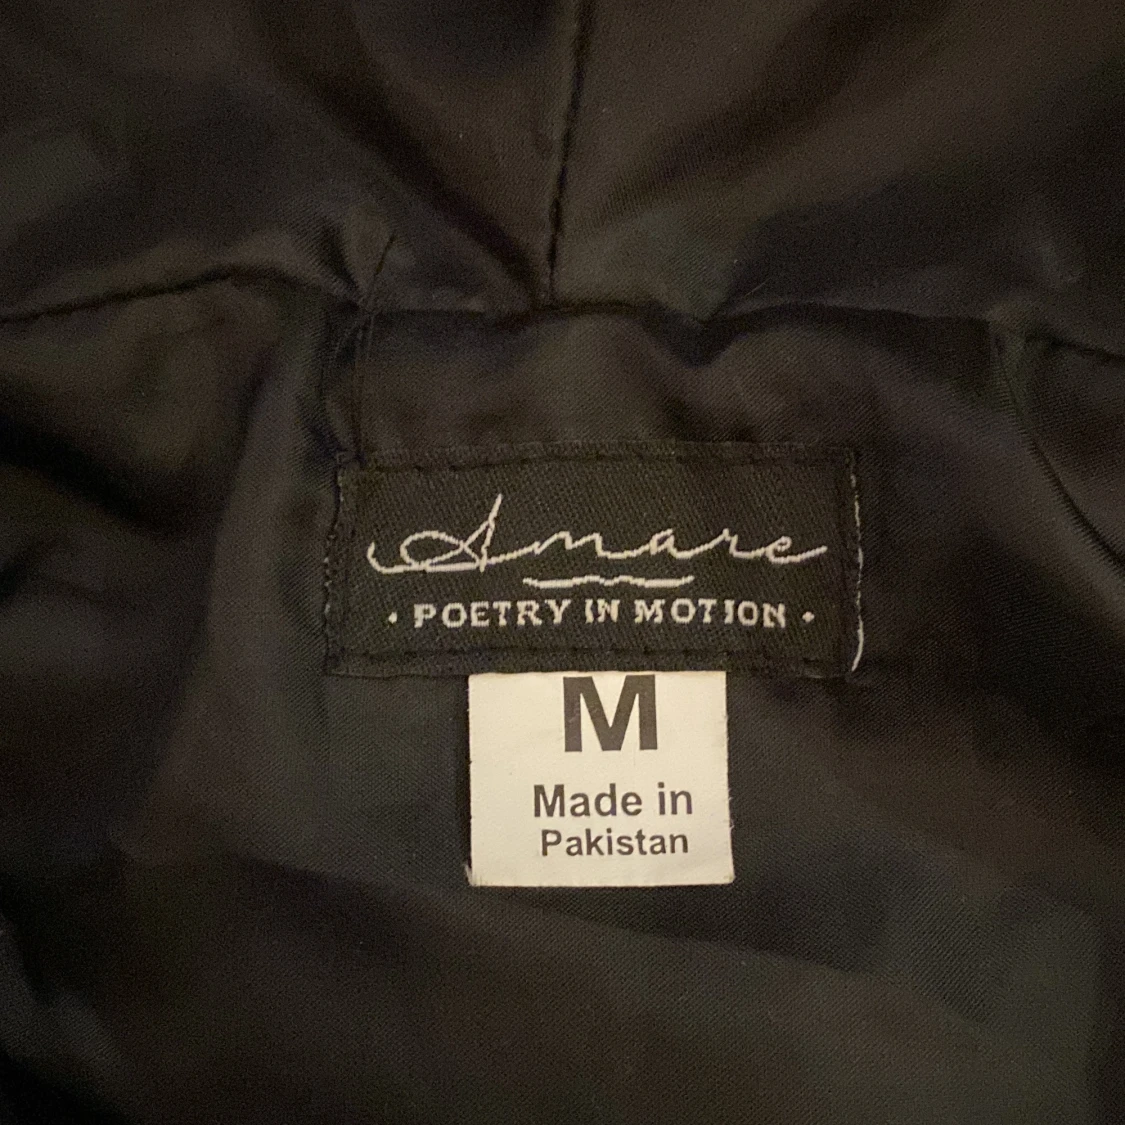 Amare
• POETRY IN MOTION •
M
Made in
Pakistan